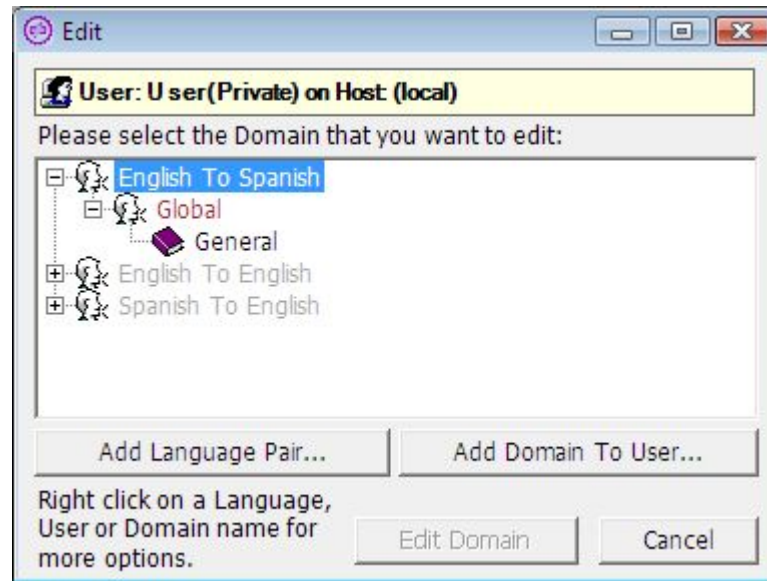 Edit
User: User(Private) on Host: (local)
Please select the Domain that you want to edit:
English To Spanish
Global
General
English To English
Spanish To English
Add Language Pair...
Add Domain To User...
Right click on a Language,
User or Domain name for
more options.
Edit Domain
Cancel